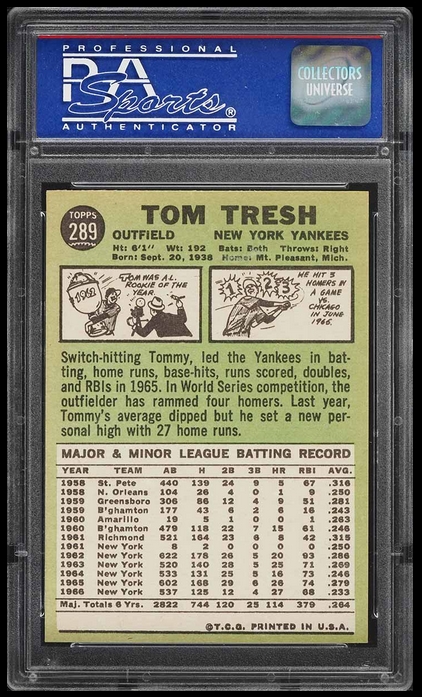 PROFESSIONAL
PSA
Sports®
AUTHENTICATOR
COLLECTORS
UNIVERSE
TOPPS
289
TOM TRESH
OUTFIELD NEW YORK YANKEES
Ht: 6'1" Wt: 192 Bats: Both Throws: Right
Born: Sept. 20, 1938 Home: Mt. Pleasant, Mich.
1962
TOM WAS A.L.
ROOKIE OF THE
YEAR
1 2 3 4 5
HE HIT 5
HOMERS IN
A GAME
VS.
CHICAGO
IN JUNE
1966.
Switch-hitting Tommy, led the Yankees in bat-
ting, home runs, base-hits, runs scored, doubles,
and RBIs in 1965. In World Series competition, the
outfielder has rammed four homers. Last year,
Tommy's average dipped but he set a new per-
sonal high with 27 home runs.
MAJOR & MINOR LEAGUE BATTING RECORD
YEAR TEAM AB H 2B 3B HR RBI AVG.
1958 St. Pete 440 139 24 9 5 67 .316
1958 N. Orleans 104 26 4 0 1 9 .250
1959 Greensboro 306 86 12 4 9 51 .281
1959 B'ghamton 177 43 6 2 6 16 .243
1960 Amarillo 19 5 1 0 1 .263
1960 B'ghamton 479 118 22 7 15 61 .246
1961 Richmond 521 164 23 6 8 42 .315
1961 New York 8 2 0 0 0 0 .250
1962 New York 622 178 26 5 20 93 .286
1963 New York 520 140 28 5 25 71 .269
1964 New York 533 131 25 5 16 73 .246
1965 New York 602 168 29 6 26 74 .279
1966 New York 537 125 12 4 27 68 .233
Maj. Totals 6 Yrs. 2822 744 120 25 114 379 .264
©T.C.G. PRINTED IN U.S.A.